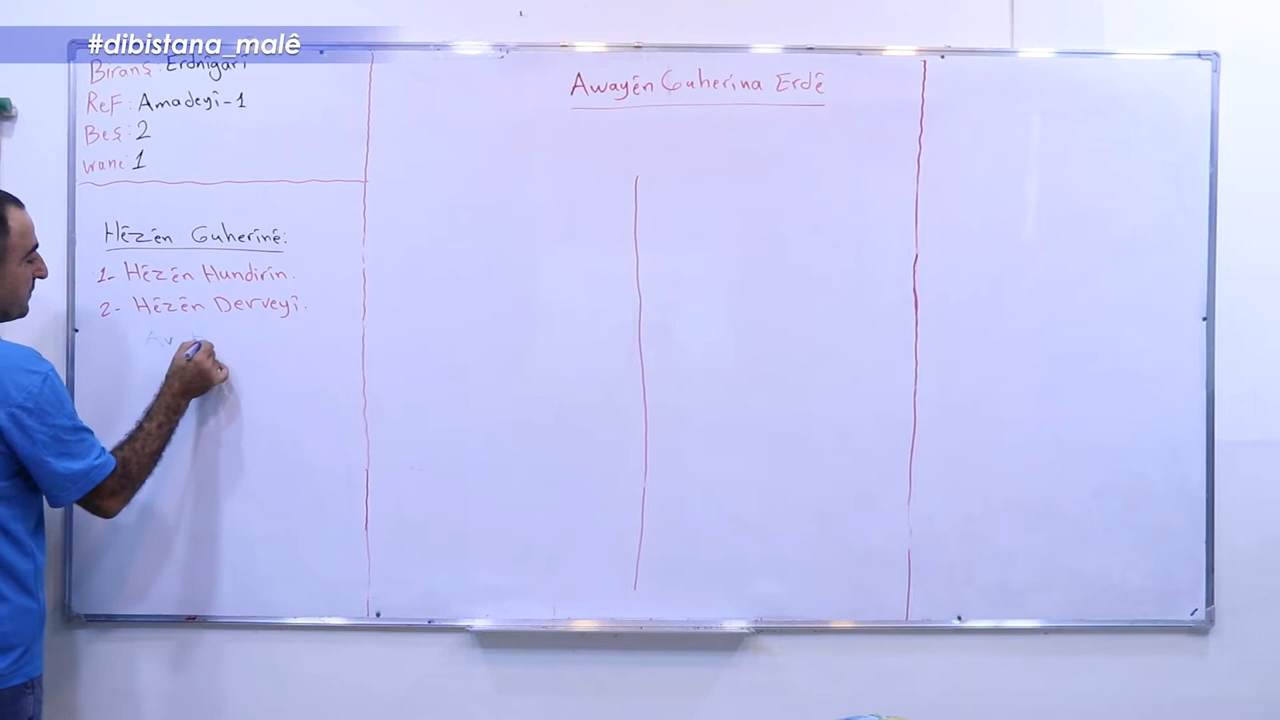 #dibistana_malê
Biranş: Erdnîgarî
Ref: Amadeyî-1
Beş: 2
wane: 1
Awayên Guherîna Erdê
Hêzên Guherînê:
1- Hêzên Hundirîn.
2- Hêzên Derveyî.
Av